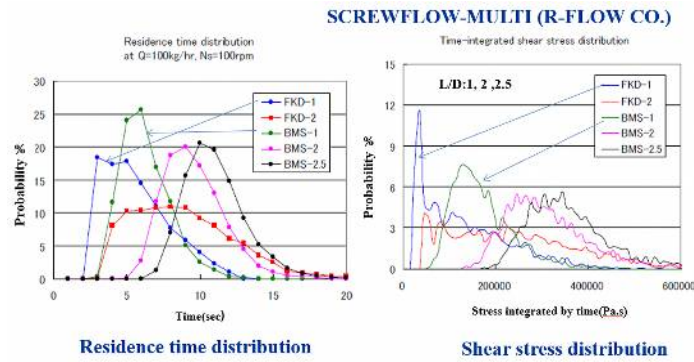 SCREWFLOW-MULTI (R-FLOW CO.)
Residence time distribution
at Q=100kg/hr, Ns=100rpm
30
25
20
15
10
5
0
Probability %
FKD-1
FKD-2
BMS-1
BMS-2
BMS-2.5
0
5
10
15
20
Time(sec)
Residence time distribution
Time-integrated shear stress distribution
L/D:1, 2 ,2.5
15
12
9
6
3
0
Probability %
FKD-1
FKD-2
BMS-1
BMS-2
BMS-2.5
0
200000
400000
600000
Stress integrated by time(Pa.s)
Shear stress distribution